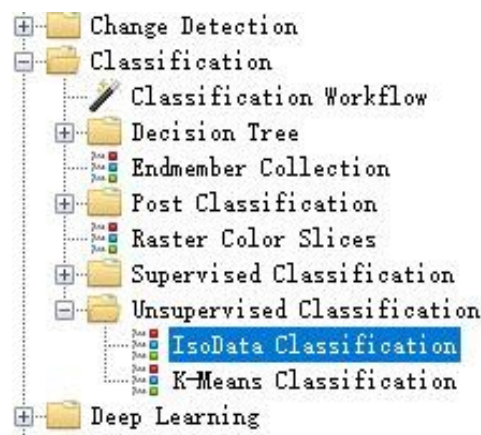 Change Detection
Classification
Classification Workflow
Decision Tree
Endmember Collection
Post Classification
Raster Color Slices
Supervised Classification
Unsupervised Classification
IsoData Classification
K-Means Classification
Deep Learning